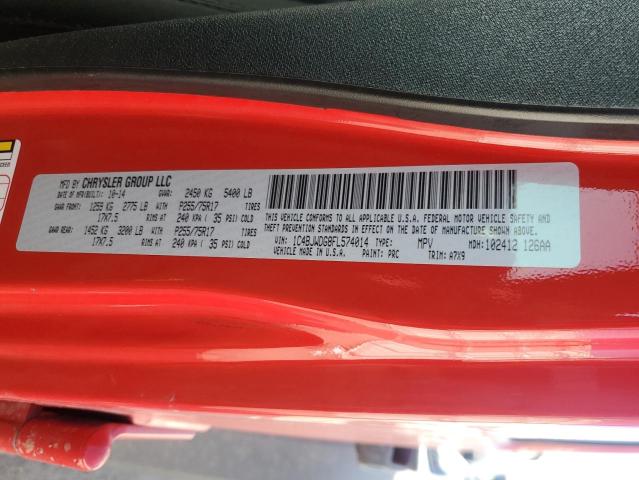 MFD BY CHRYSLER GROUP LLC
DATE OF MFR(BUILT): 10-14 GVWR: 2450 KG 5400 LB
GAWR FRONT: 1259 KG 2775 LB WITH P255/75R17 TIRES
17X7.5 RIMS AT 240 KPA ( 35 PSI) COLD
GAWR REAR: 1452 KG 3200 LB WITH P255/75R17 TIRES
17X7.5 RIMS AT 240 KPA ( 35 PSI) COLD
THIS VEHICLE CONFORMS TO ALL APPLICABLE U.S.A. FEDERAL MOTOR VEHICLE SAFETY AND
THEFT PREVENTION STANDARDS IN EFFECT ON THE DATE OF MANUFACTURE SHOWN ABOVE.
VIN: 1C4BJWDG8FL574014 TYPE: MPV MDH: 102412 126AA
VEHICLE MADE IN U.S.A. PAINT: PRC TRIM: A7X9